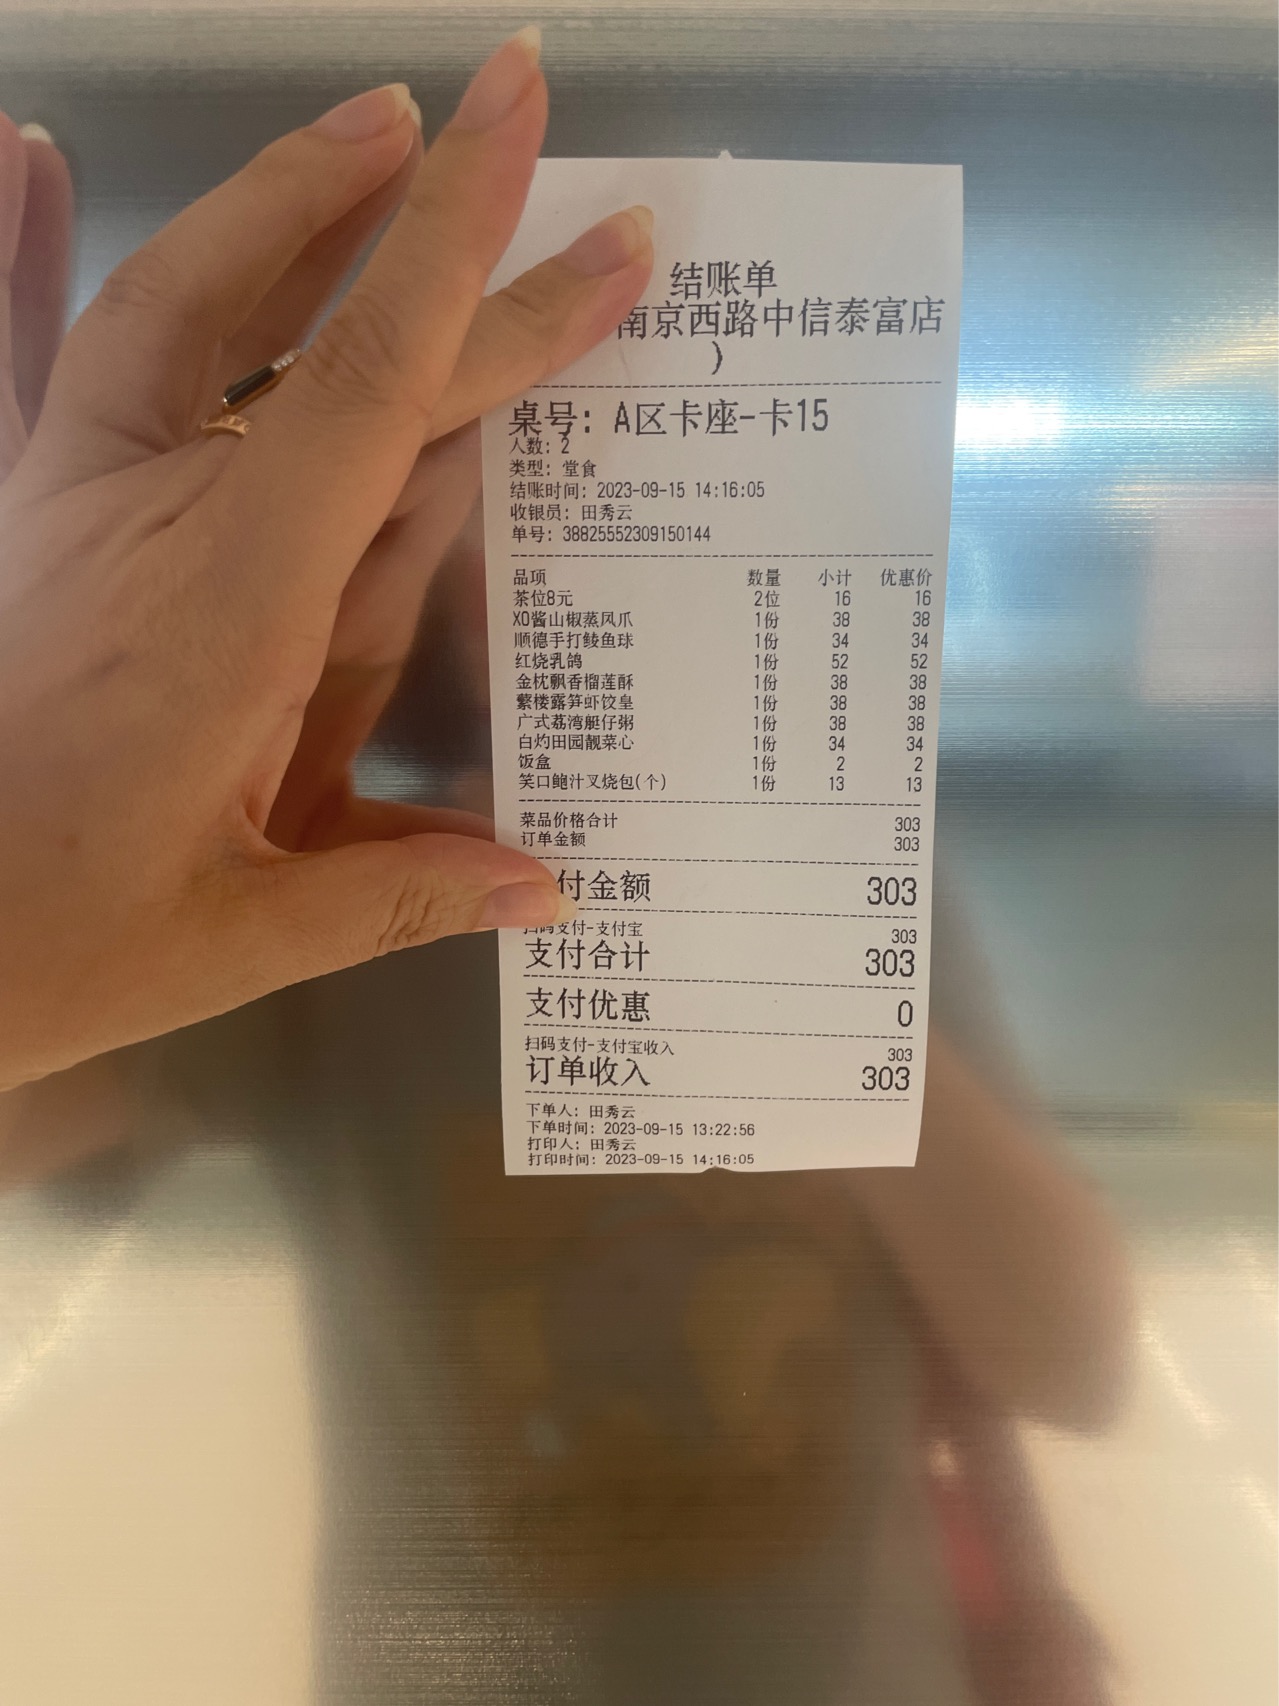 结账单
南京西路中信泰富店
)
桌号: A区卡座-卡15
人数: 2
类型: 堂食
结账时间: 2023-09-15 14:16:05
收银员: 田秀云
单号: 38825552309150144
品项 数量 小计 优惠价
茶位8元 2位 16 16
XO酱山椒蒸凤爪 1份 38 38
顺德手打鲮鱼球 1份 34 34
红烧乳鸽 1份 52 52
金枕飘香榴莲酥 1份 38 38
繁楼露笋虾饺皇 1份 38 38
广式荔湾艇仔粥 1份 38 38
白灼田园靓菜心 1份 34 34
饭盒 1份 2 2
笑口鲍汁叉烧包(个) 1份 13 13
菜品价格合计 303
订单金额 303
付金额 303
扫码支付-支付宝 303
支付合计 303
支付优惠 0
扫码支付-支付宝收入 303
订单收入 303
下单人: 田秀云
下单时间: 2023-09-15 13:22:56
打印人: 田秀云
打印时间: 2023-09-15 14:16:05